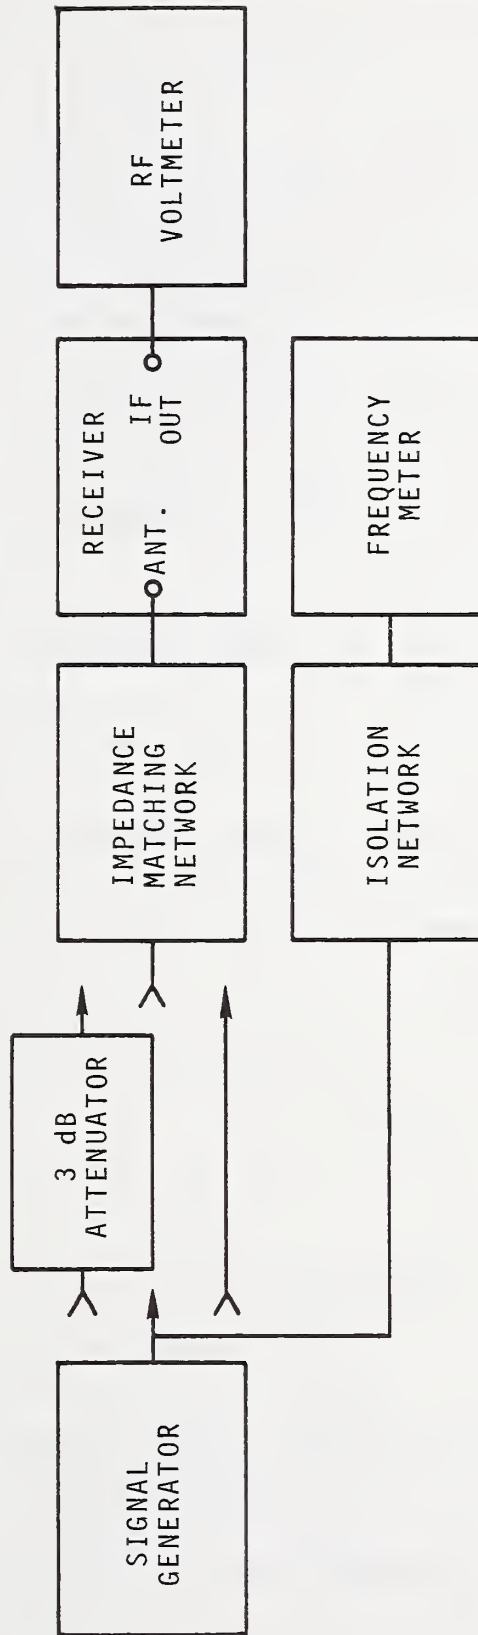 SIGNAL
GENERATOR
3 dB
ATTENUATOR
IMPEDANCE
MATCHING
NETWORK
RECEIVER
ANT.
IF
OUT
RF
VOLTMETER
ISOLATION
NETWORK
FREQUENCY
METER